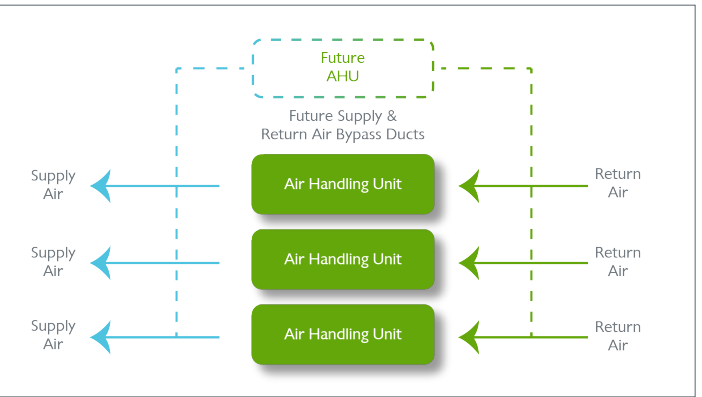 Future
AHU
Future Supply &
Return Air Bypass Ducts
Supply
Air
Air Handling Unit
Return
Air
Supply
Air
Air Handling Unit
Return
Air
Supply
Air
Air Handling Unit
Return
Air